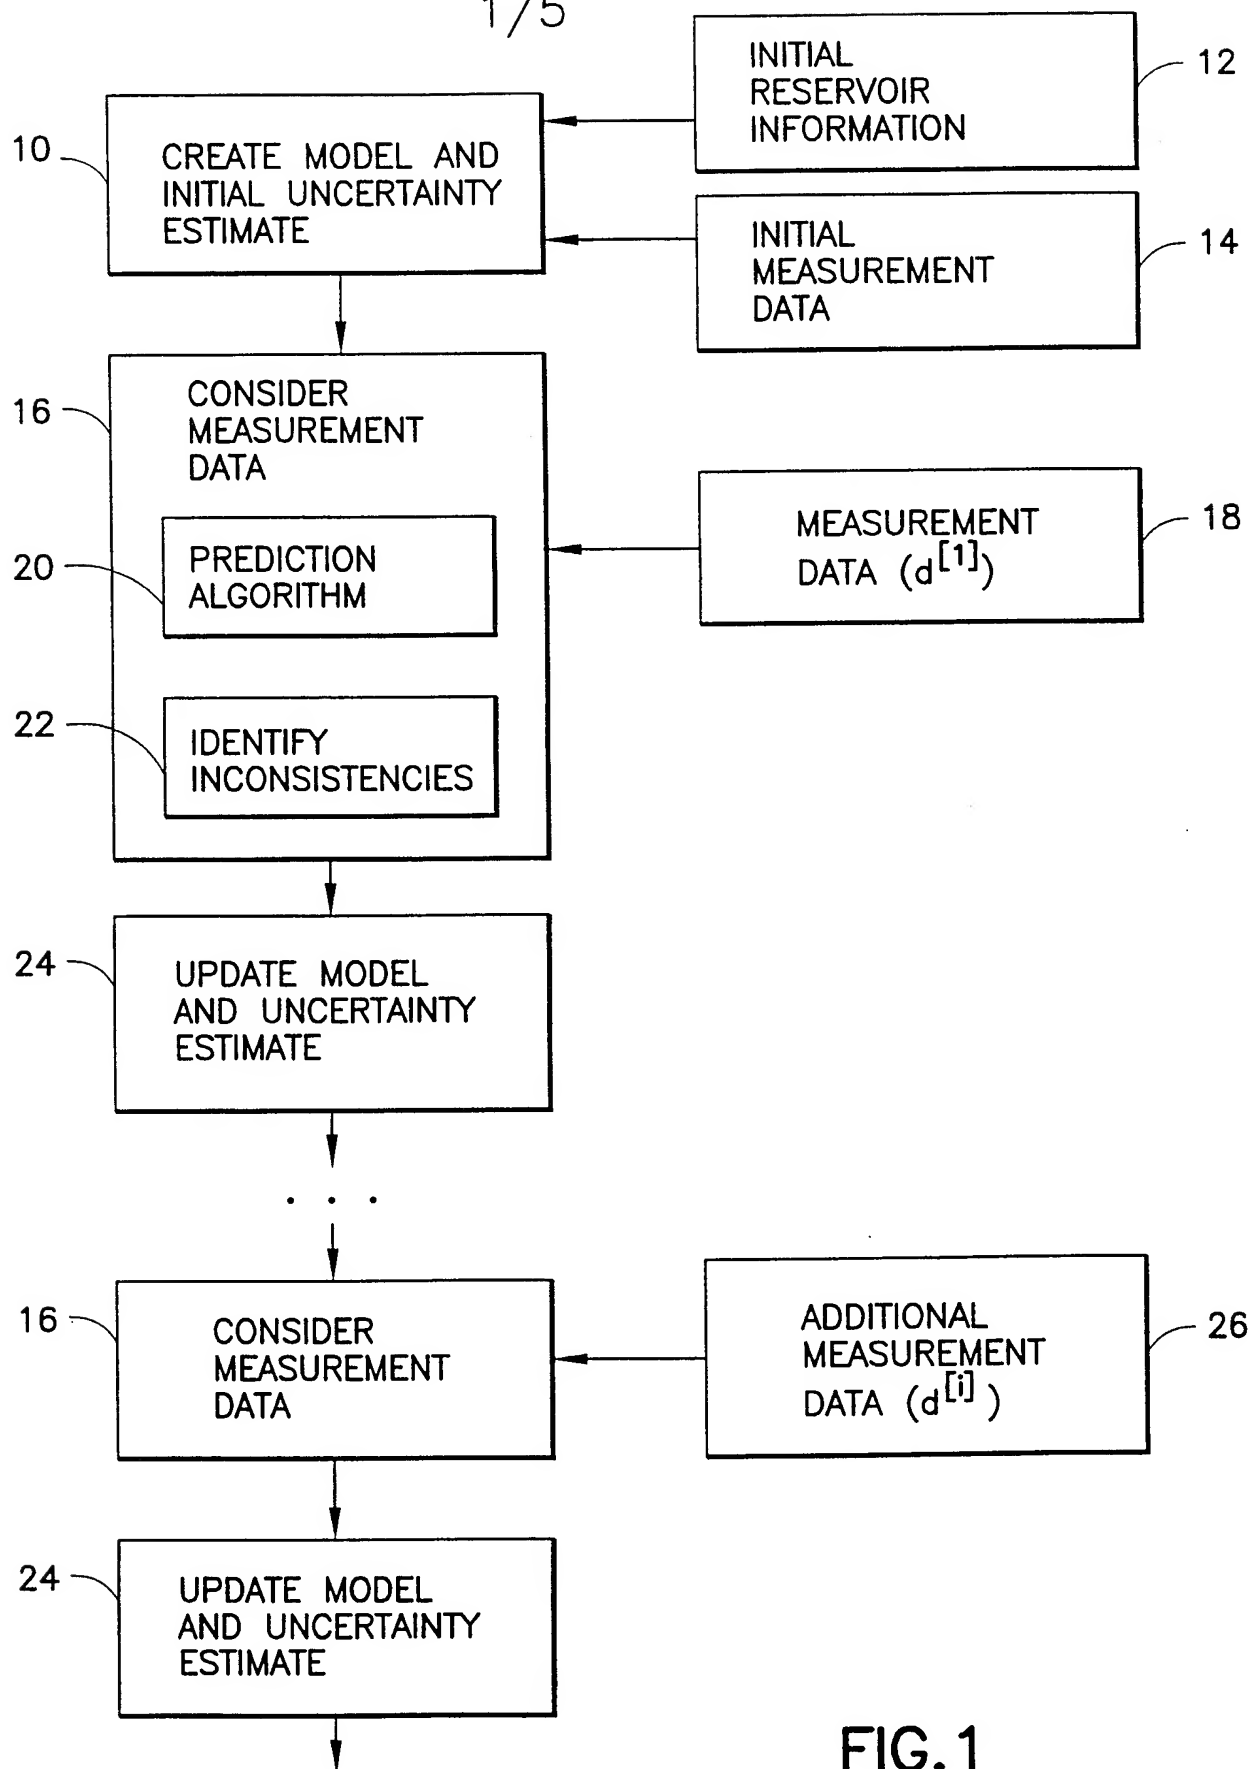 1/5
INITIAL
RESERVOIR
INFORMATION
12
10
CREATE MODEL AND
INITIAL UNCERTAINTY
ESTIMATE
INITIAL
MEASUREMENT
DATA
14
16
CONSIDER
MEASUREMENT
DATA
MEASUREMENT
DATA (d[1])
18
20
PREDICTION
ALGORITHM
22
IDENTIFY
INCONSISTENCIES
24
UPDATE MODEL
AND UNCERTAINTY
ESTIMATE
. . .
16
CONSIDER
MEASUREMENT
DATA
ADDITIONAL
MEASUREMENT
DATA (d[i])
26
24
UPDATE MODEL
AND UNCERTAINTY
ESTIMATE
FIG.1